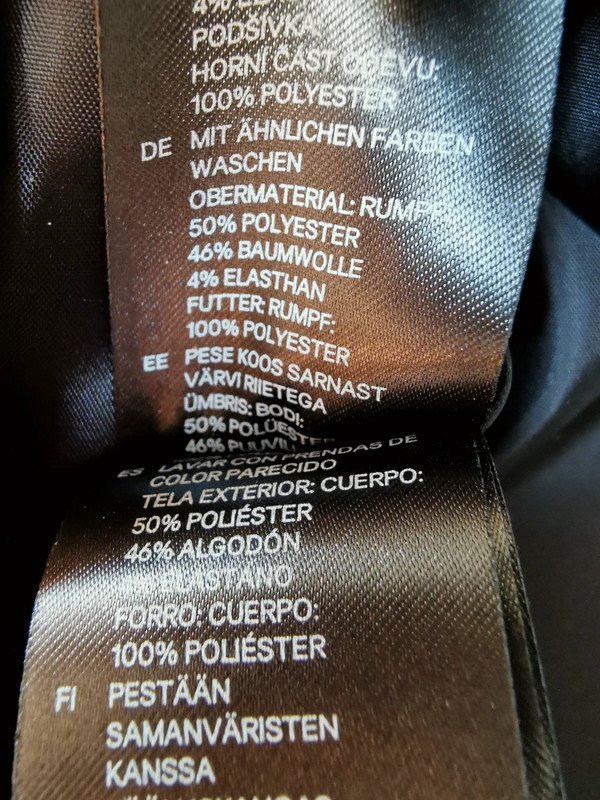 PODŠÍVKA:
HORNÍ ČÁST ODĚVU:
100% POLYESTER
DE MIT ÄHNLICHEN FARBEN
WASCHEN
OBERMATERIAL: RUMPF:
50% POLYESTER
46% BAUMWOLLE
4% ELASTHAN
FUTTER: RUMPF:
100% POLYESTER
EE PESE KOOS SARNAST
VÄRVI RIIETEGA
ÜMBRIS: BODI:
50% POLÜESTER
46%
ES LAVAR CON PRENDAS DE
COLOR PARECIDO
TELA EXTERIOR: CUERPO:
50% POLIÉSTER
46% ALGODÓN
ELASTANO
FORRO: CUERPO:
100% POLIÉSTER
FI PESTÄÄN
SAMANVÄRISTEN
KANSSA